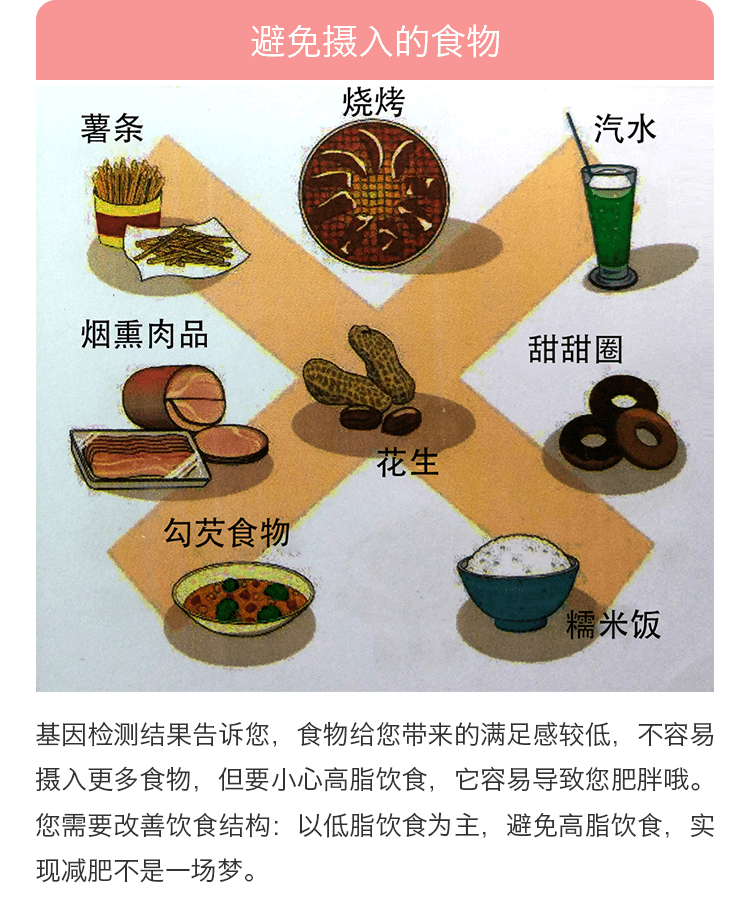 避免摄入的食物
薯条
烧烤
汽水
烟熏肉品
甜甜圈
花生
勾芡食物
糯米饭
基因检测结果告诉您，食物给您带来的满足感较低，不容易
摄入更多食物，但要小心高脂饮食，它容易导致您肥胖哦。
您需要改善饮食结构：以低脂饮食为主，避免高脂饮食，实
现减肥不是一场梦。